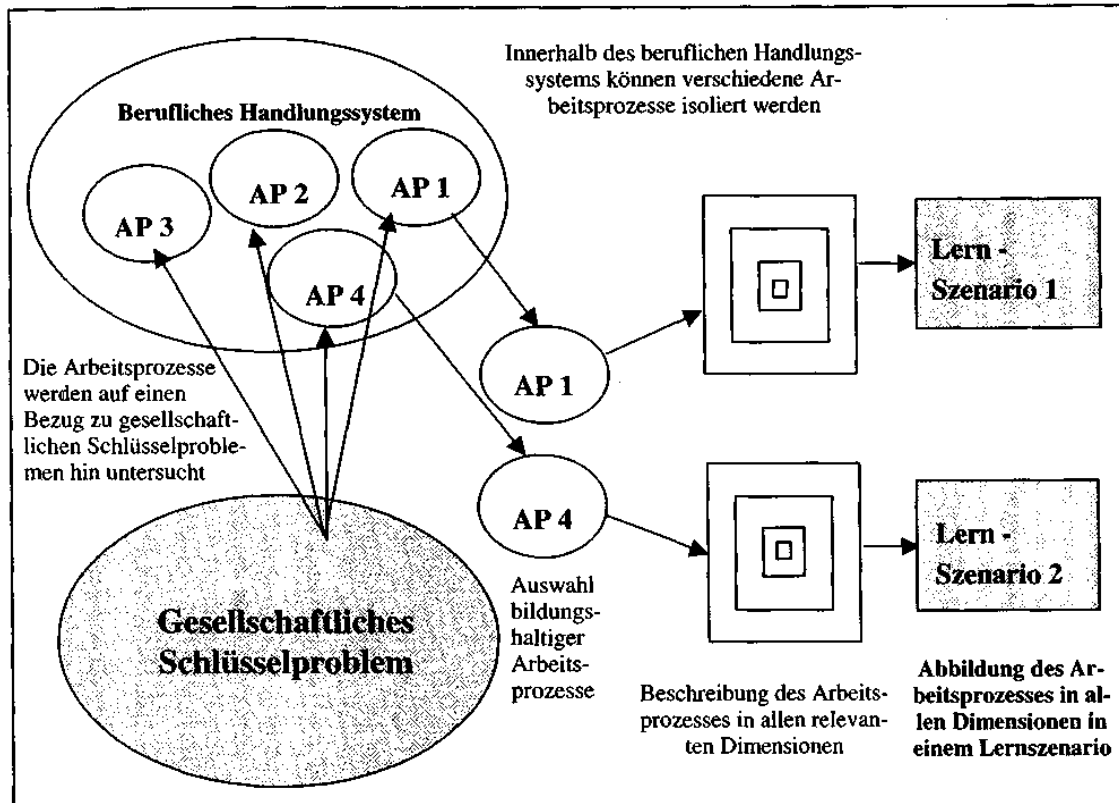 Innerhalb des beruflichen Handlungs-
systems können verschiedene Ar-
beitsprozesse isoliert werden
Berufliches Handlungssystem
AP 3
AP 2
AP 1
AP 4
Die Arbeitsprozesse
werden auf einen
Bezug zu gesellschaft-
lichen Schlüsselproble-
men hin untersucht
Gesellschaftliches
Schlüsselproblem
AP 1
AP 4
Auswahl
bildungs-
haltiger
Arbeits-
prozesse
Lern -
Szenario 1
Lern -
Szenario 2
Beschreibung des Arbeits-
prozesses in allen relevan-
ten Dimensionen
Abbildung des Ar-
beitsprozesses in al-
len Dimensionen in
einem Lernszenario